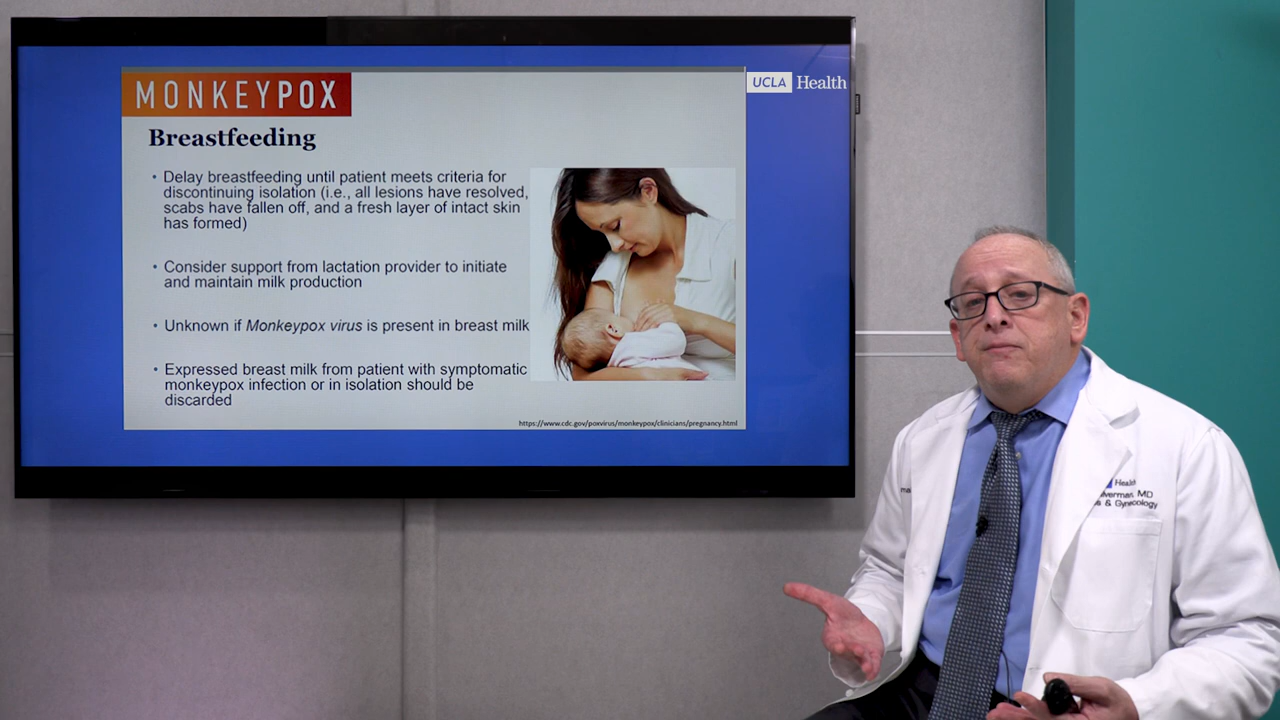 MONKEYPOX
UCLA Health
Breastfeeding
• Delay breastfeeding until patient meets criteria for
discontinuing isolation (i.e., all lesions have resolved,
scabs have fallen off, and a fresh layer of intact skin
has formed)
• Consider support from lactation provider to initiate
and maintain milk production
• Unknown if Monkeypox virus is present in breast milk
• Expressed breast milk from patient with symptomatic
monkeypox infection or in isolation should be
discarded
https://www.cdc.gov/poxvirus/monkeypox/clinicians/pregnancy.html
Health
MD
& Gynecology